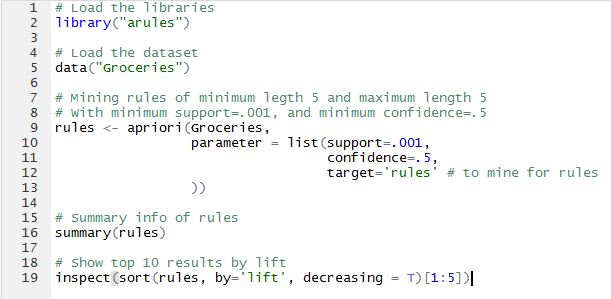 1 # Load the libraries
2 library("arules")
3
4 # Load the dataset
5 data("Groceries")
6
7 # Mining rules of minimum legth 5 and maximum length 5
8 # With minimum support=.001, and minimum confidence=.5
9 rules <- apriori(Groceries,
10 parameter = list(support=.001,
11 confidence=.5,
12 target='rules' # to mine for rules
13 ))
14
15 # Summary info of rules
16 summary(rules)
17
18 # Show top 10 results by lift
19 inspect(sort(rules, by='lift', decreasing = T)[1:5])